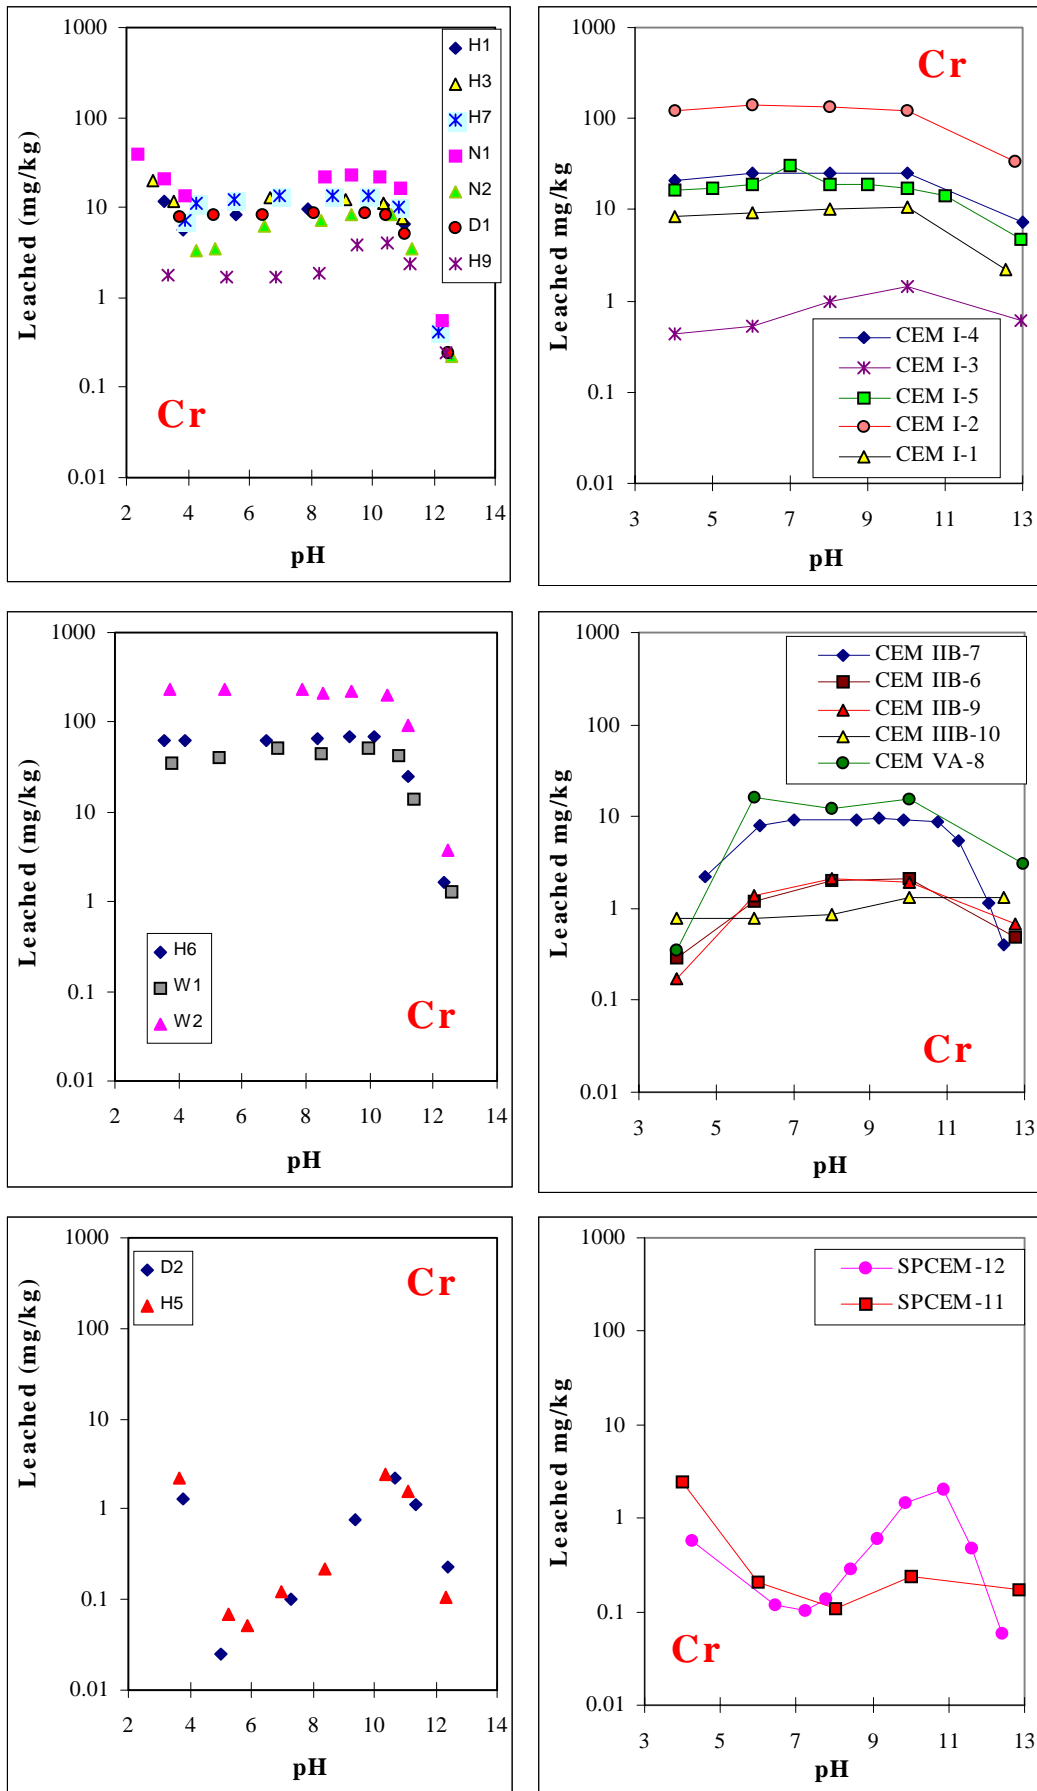 1000
100
10
1
0.1
0.01
2 4 6 8 10 12 14
pH
Leached (mg/kg)
Cr
H1
H3
H7
N1
N2
D1
H9
1000
100
10
1
0.1
0.01
3 5 7 9 11 13
pH
Leached mg/kg
Cr
CEM I-4
CEM I-3
CEM I-5
CEM I-2
CEM I-1
1000
100
10
1
0.1
0.01
2 4 6 8 10 12 14
pH
Leached (mg/kg)
H6
W1
W2
Cr
1000
100
10
1
0.1
0.01
3 5 7 9 11 13
pH
Leached mg/kg
CEM IIB-7
CEM IIB-6
CEM IIB-9
CEM IIIB-10
CEM VA-8
Cr
1000
100
10
1
0.1
0.01
2 4 6 8 10 12 14
pH
Leached (mg/kg)
D2
H5
Cr
1000
100
10
1
0.1
0.01
3 5 7 9 11 13
pH
Leached mg/kg
SPCEM-12
SPCEM-11
Cr